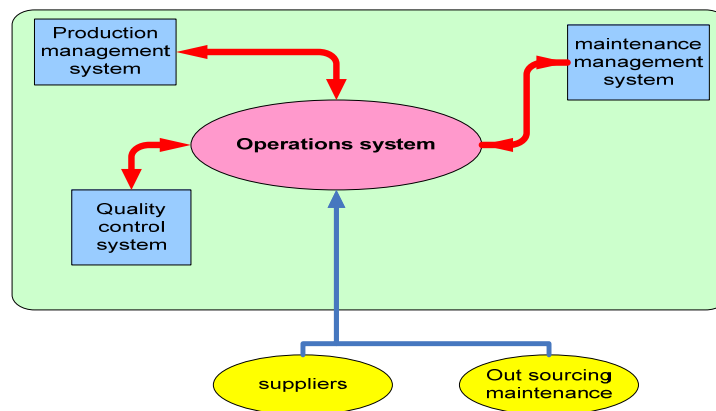 Production
management
system
maintenance
management
system
Operations system
Quality
control
system
suppliers
Out sourcing
maintenance